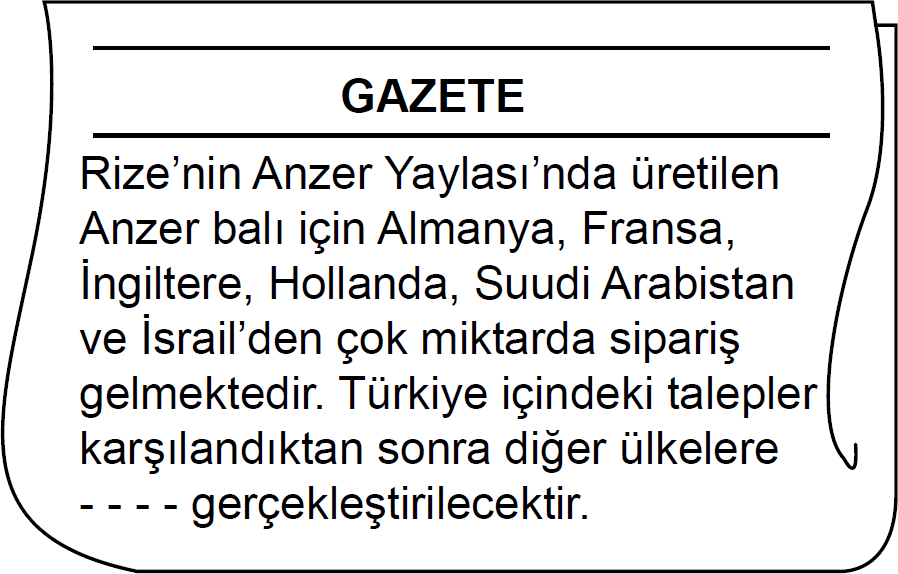 GAZETE
Rize’nin Anzer Yaylası’nda üretilen
Anzer balı için Almanya, Fransa,
İngiltere, Hollanda, Suudi Arabistan
ve İsrail’den çok miktarda sipariş
gelmektedir. Türkiye içindeki talepler
karşılandıktan sonra diğer ülkelere
- - - - gerçekleştirilecektir.